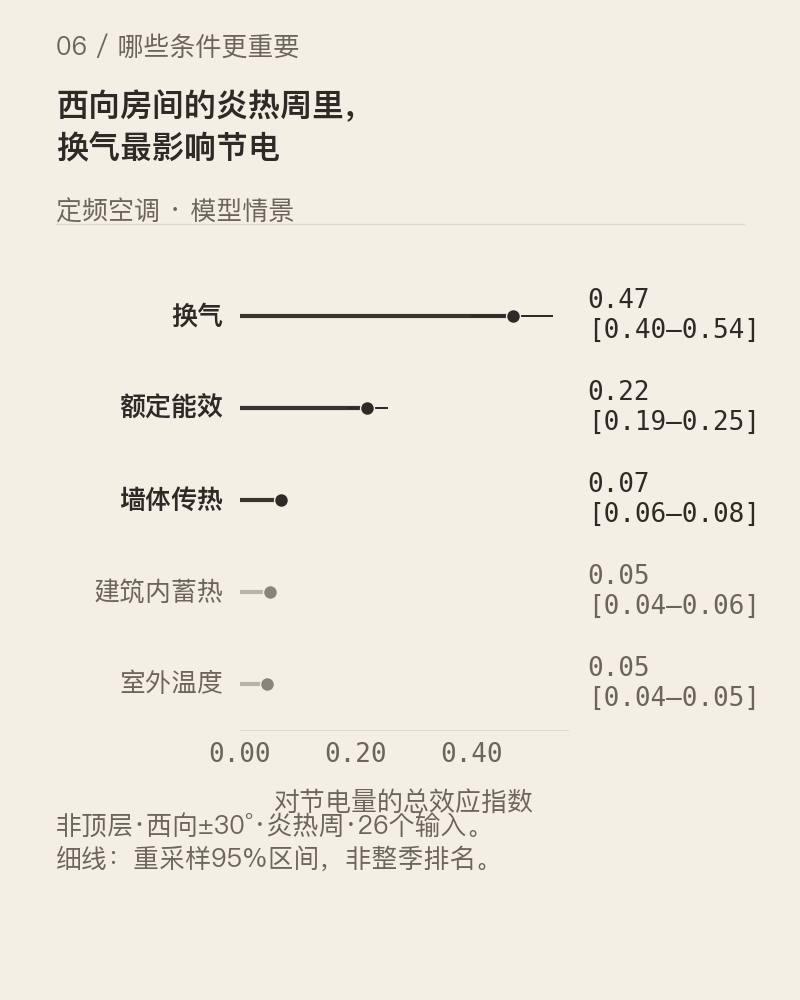 06 / 哪些条件更重要
西向房间的炎热周里，
换气最影响节电
定频空调 · 模型情景
换气
0.47
[0.40–0.54]
额定能效
0.22
[0.19–0.25]
墙体传热
0.07
[0.06–0.08]
建筑内蓄热
0.05
[0.04–0.06]
室外温度
0.05
[0.04–0.05]
0.00 0.20 0.40
对节电量的总效应指数
非顶层·西向±30°·炎热周·26个输入。
细线：重采样95%区间，非整季排名。